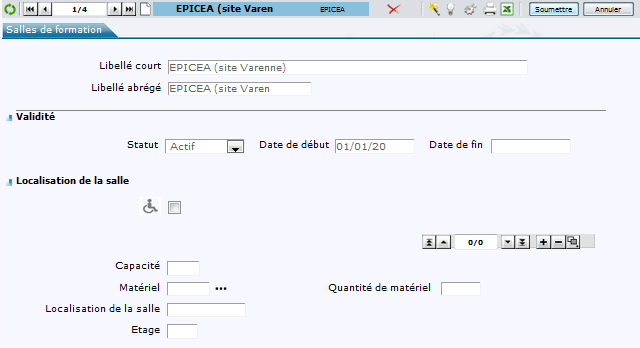 1/4 EPICEA (site Varen EPICEA Soumettre Annuler
Salles de formation
Libellé court EPICEA (site Varenne)
Libellé abrégé EPICEA (site Varen
Validité
Statut Actif Date de début 01/01/20 Date de fin
Localisation de la salle
0/0
Capacité
Matériel ••• Quantité de matériel
Localisation de la salle
Etage